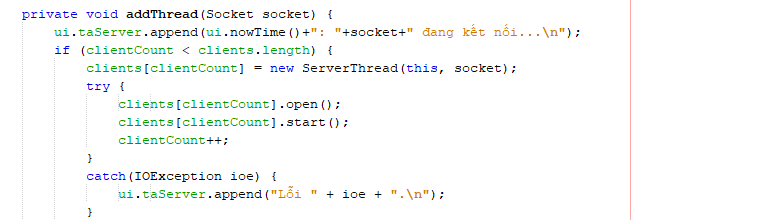 private void addThread(Socket socket) {
ui.taServer.append(ui.nowTime()+": "+socket+" đang kết nối...\n");
if (clientCount < clients.length) {
clients[clientCount] = new ServerThread(this, socket);
try {
clients[clientCount].open();
clients[clientCount].start();
clientCount++;
}
catch(IOException ioe) {
ui.taServer.append("Lỗi " + ioe + ".\n");
}